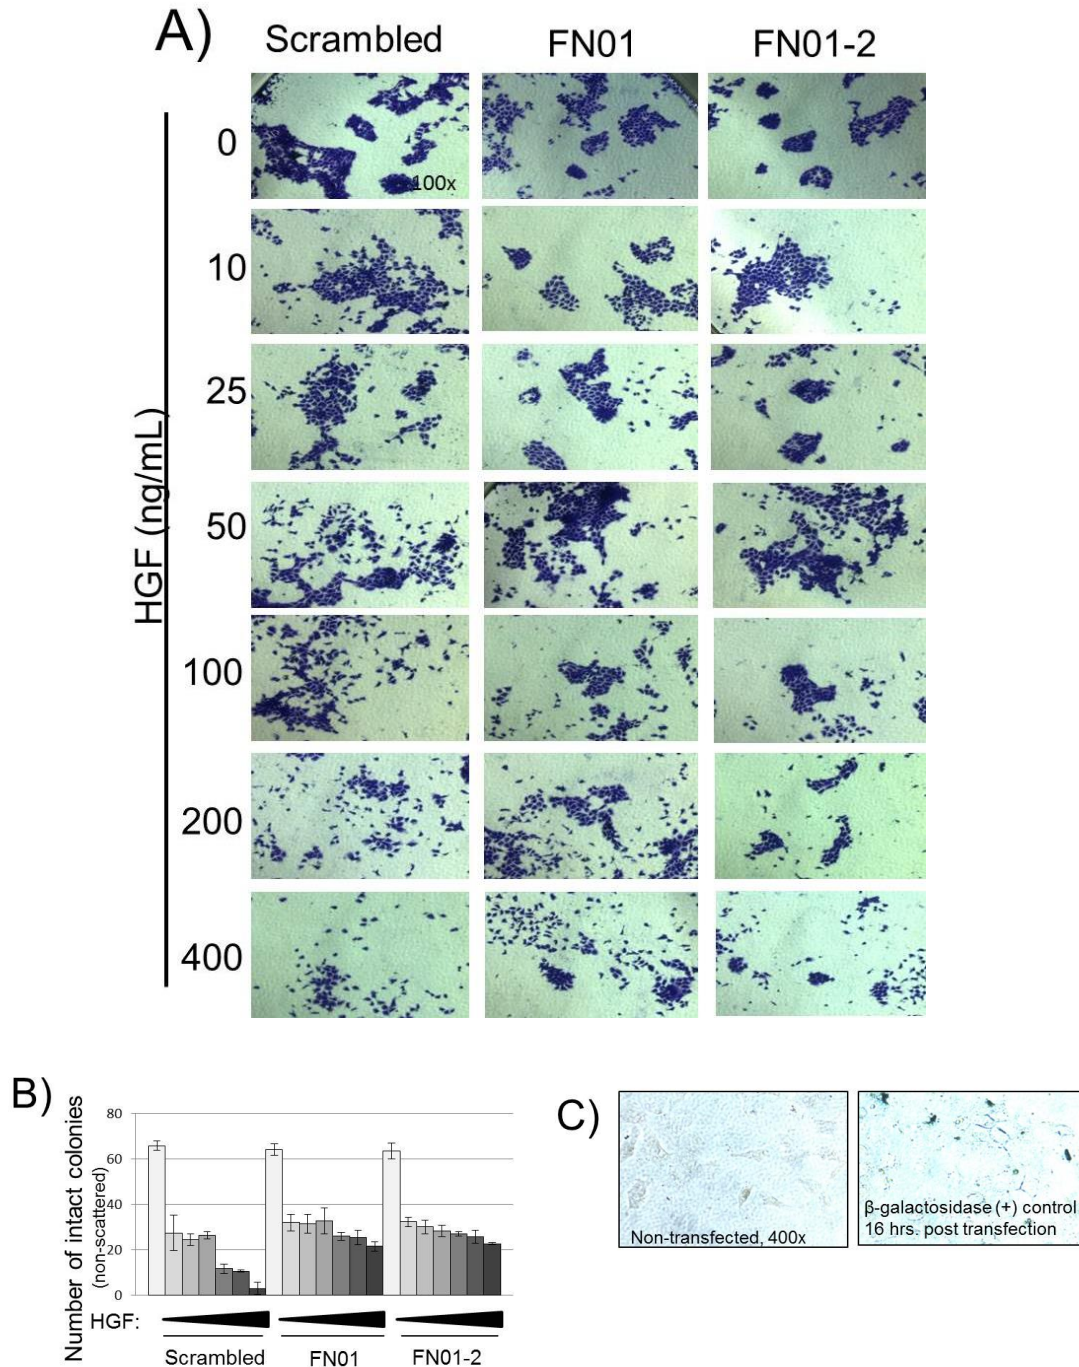 A)
Scrambled
FN01
FN01-2
HGF (ng/mL)
0
100x
10
25
50
100
200
400
B)
Number of intact colonies
(non-scattered)
80
60
40
20
0
HGF:
Scrambled
FN01
FN01-2
C)
Non-transfected, 400x
β-galactosidase (+) control
16 hrs. post transfection